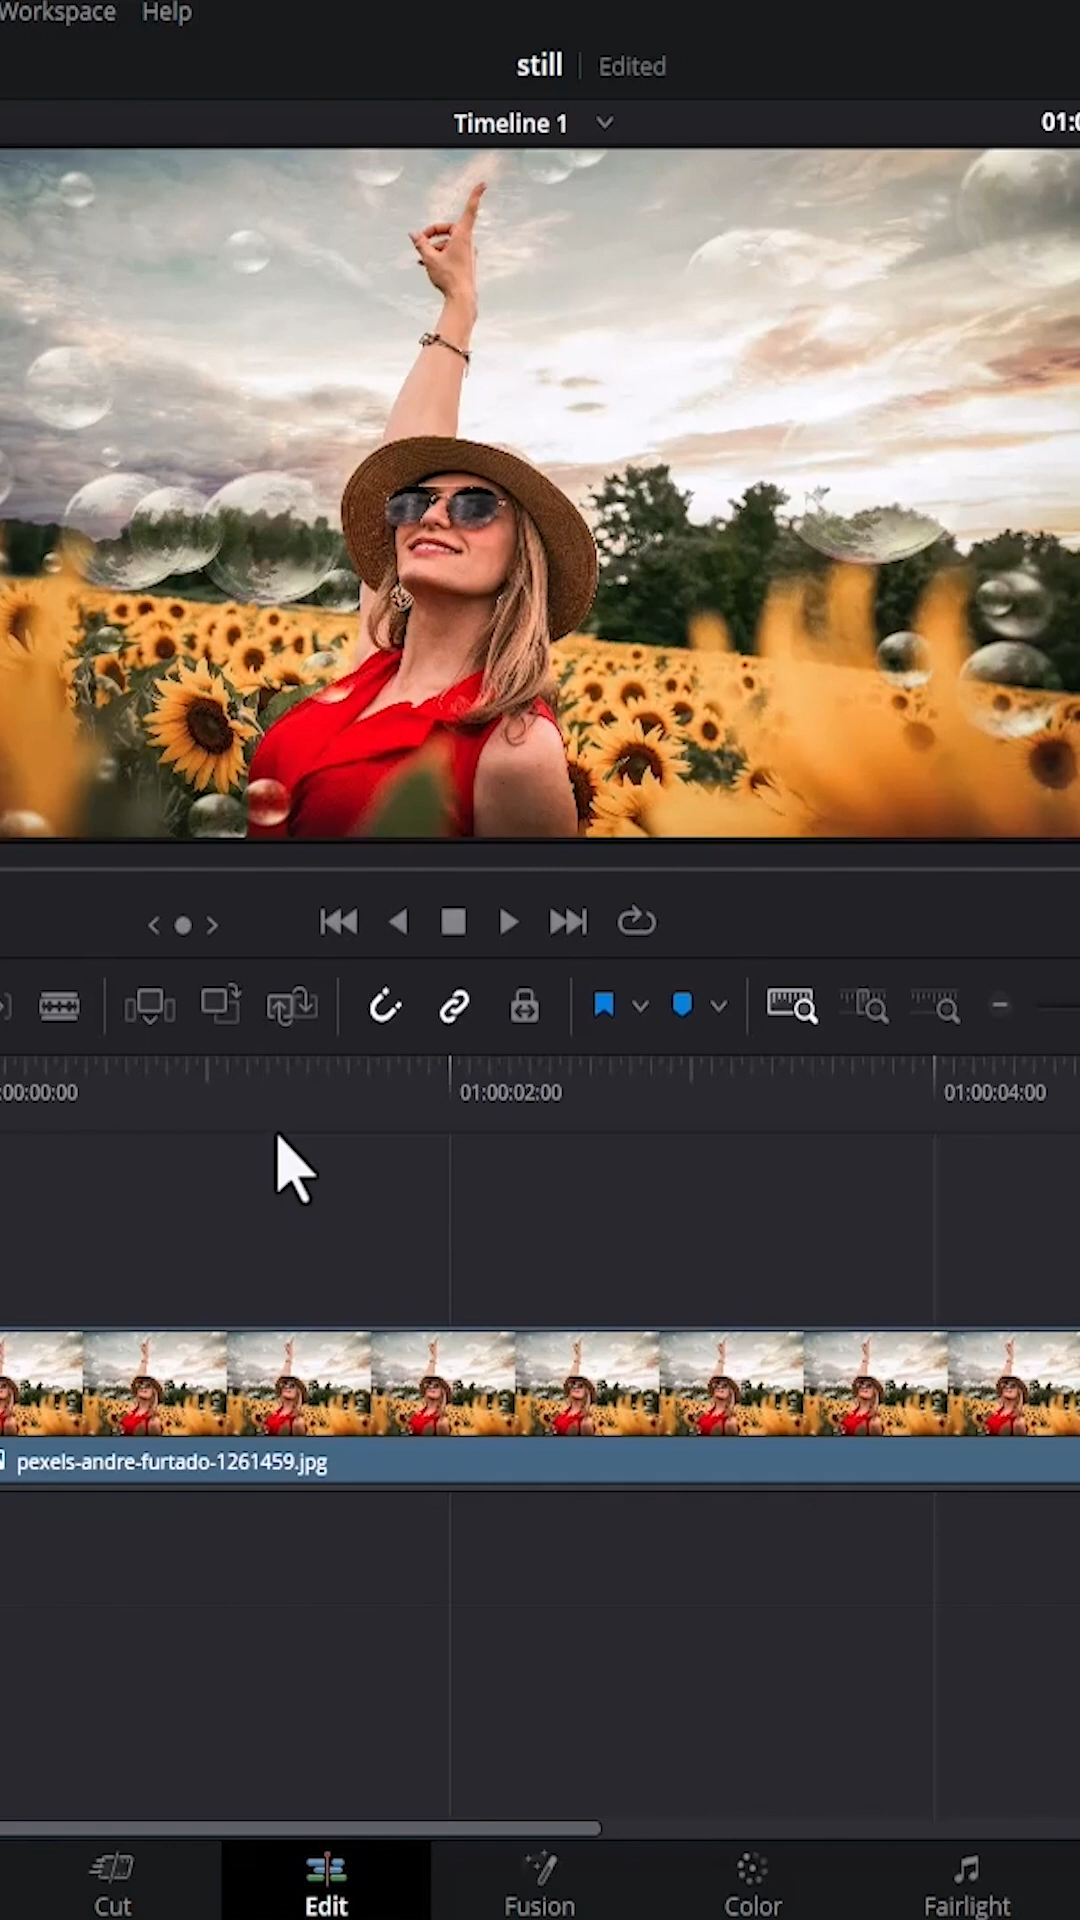 Workspace Help
still Edited
Timeline 1
01:0
:00:00:00 01:00:02:00 01:00:04:00
pexels-andre-furtado-1261459.jpg
Cut Edit Fusion Color Fairlight